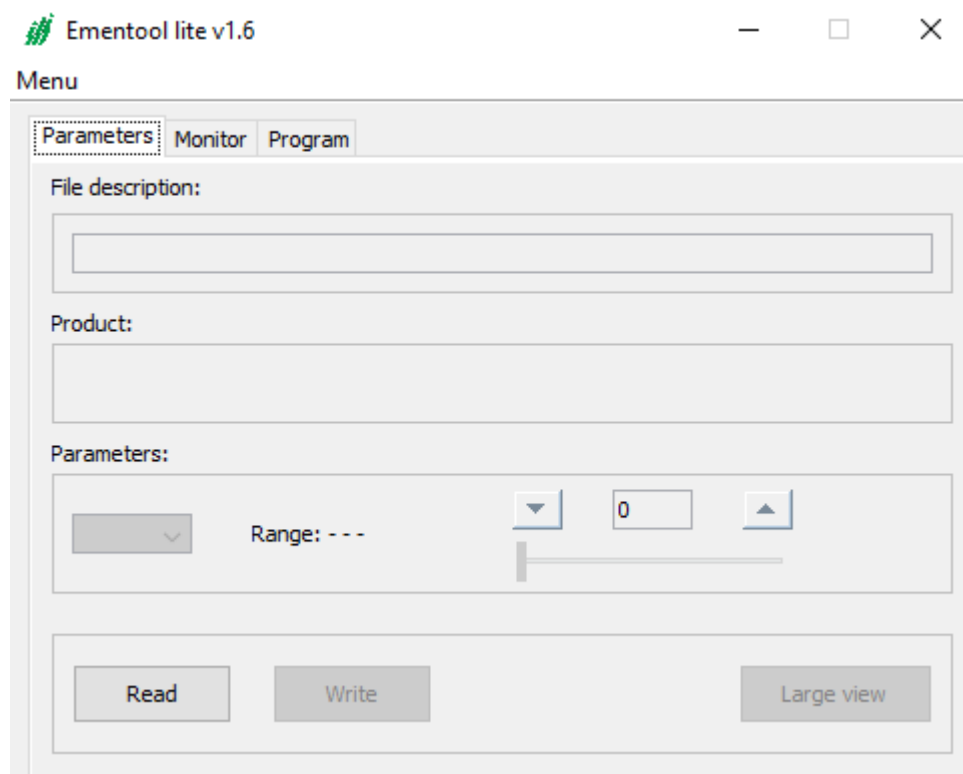 Ementool lite v1.6
Menu
Parameters Monitor Program
File description:
Product:
Parameters:
Range: - - - 0
Read Write Large view